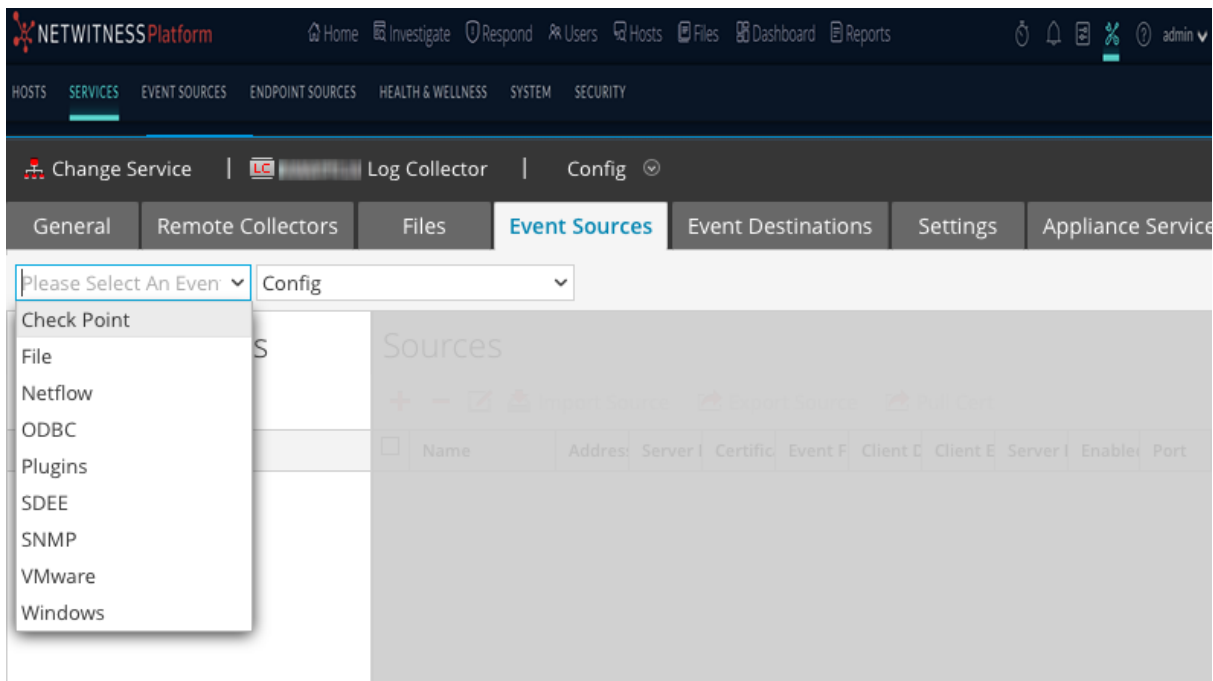 NETWITNESS Platform Home Investigate Respond Users Hosts Files Dashboard Reports admin
HOSTS SERVICES EVENT SOURCES ENDPOINT SOURCES HEALTH & WELLNESS SYSTEM SECURITY
Change Service | LC Log Collector | Config
General Remote Collectors Files Event Sources Event Destinations Settings Appliance Service
Please Select An Even Config
Check Point
s Sources
File
Netflow
Import Source Export Source Pull Cert
ODBC
Name Address Server Certific Event F Client D Client E Server Enable Port
Plugins
SDEE
SNMP
VMware
Windows